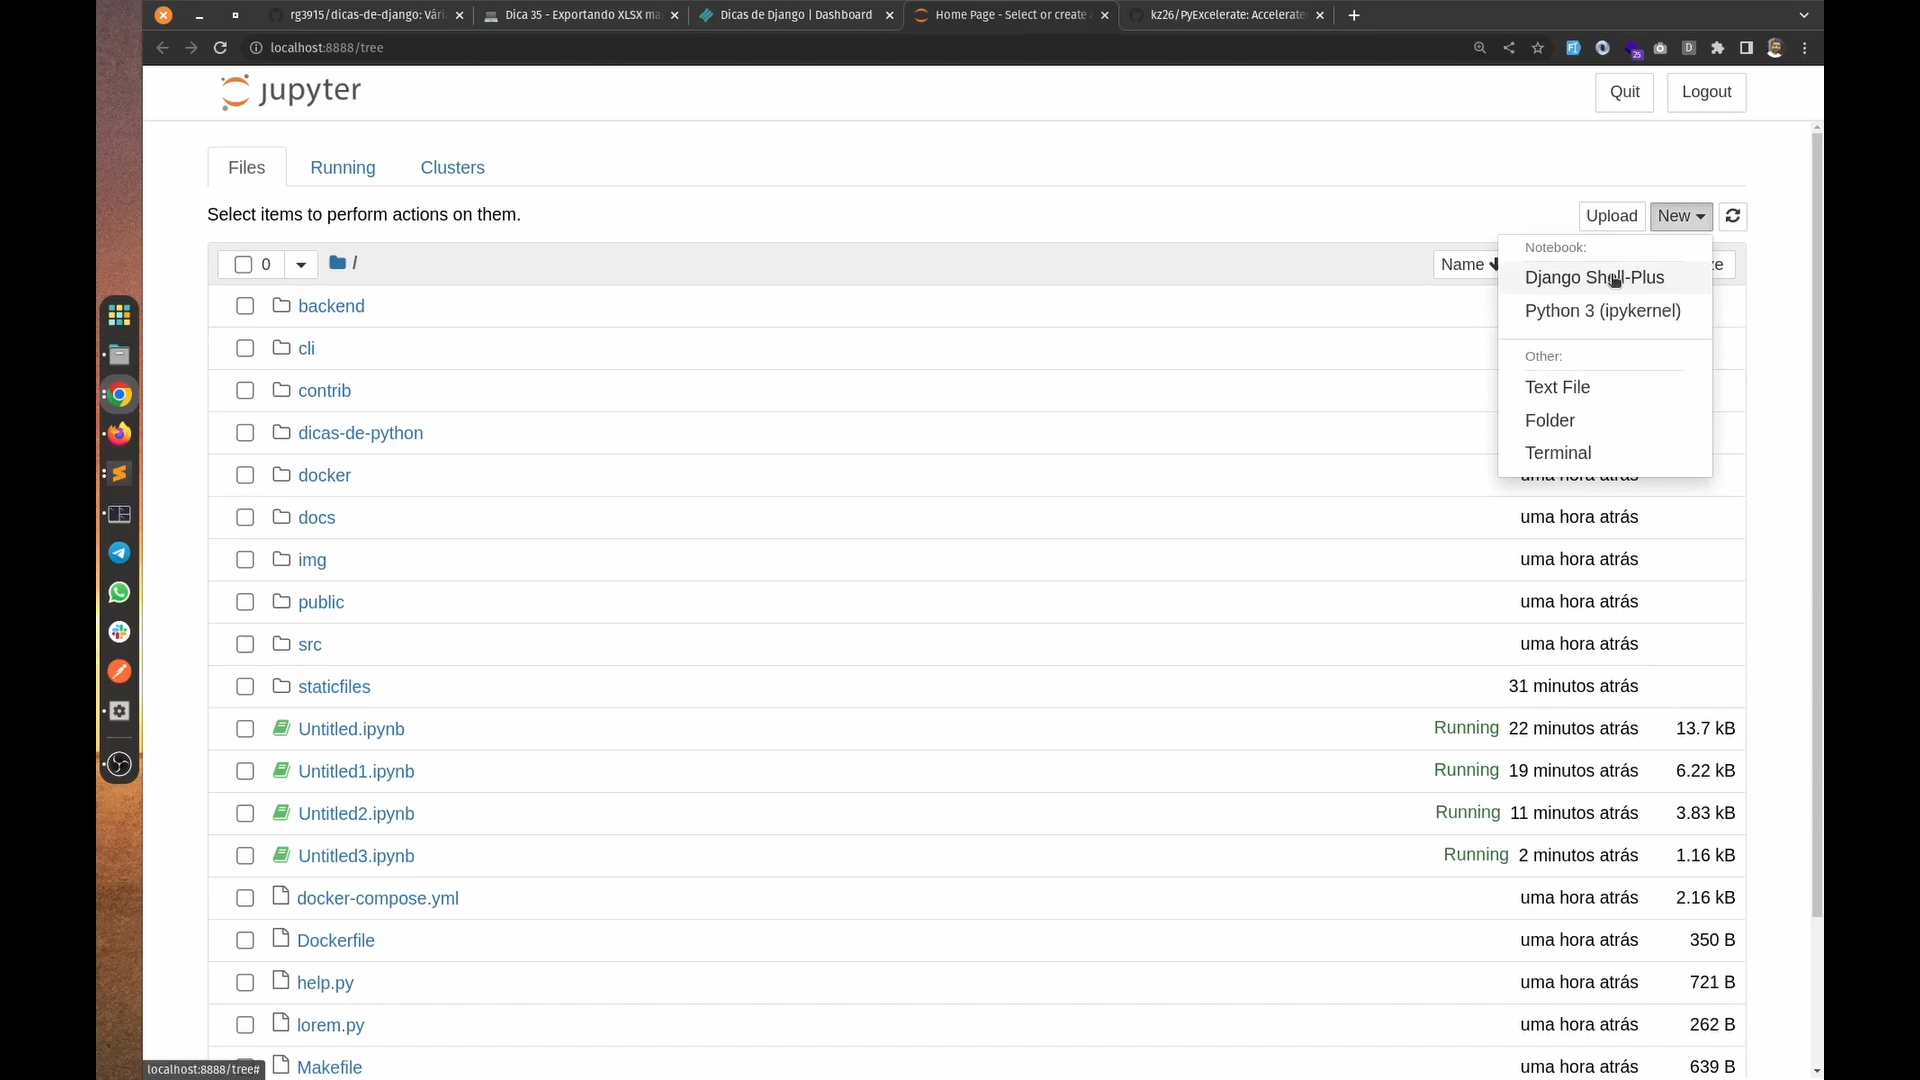 rg3915/dicas-de-django: Vári
Dica 35 - Exportando XLSX ma
Dicas de Django | Dashboard
Home Page - Select or create a
kz26/PyExcelerate: Accelerate
localhost:8888/tree
25
D
jupyter
Quit
Logout
Files
Running
Clusters
Select items to perform actions on them.
Upload
New
0
/
Name
ze
Notebook:
Django Shell-Plus
Python 3 (ipykernel)
Other:
Text File
Folder
Terminal
backend
cli
contrib
dicas-de-python
docker
uma hora atrás
docs
uma hora atrás
img
uma hora atrás
public
uma hora atrás
src
uma hora atrás
staticfiles
31 minutos atrás
Untitled.ipynb
Running 22 minutos atrás 13.7 kB
Untitled1.ipynb
Running 19 minutos atrás 6.22 kB
Untitled2.ipynb
Running 11 minutos atrás 3.83 kB
Untitled3.ipynb
Running 2 minutos atrás 1.16 kB
docker-compose.yml
uma hora atrás 2.16 kB
Dockerfile
uma hora atrás 350 B
help.py
uma hora atrás 721 B
lorem.py
uma hora atrás 262 B
Makefile
uma hora atrás 639 B
localhost:8888/tree#